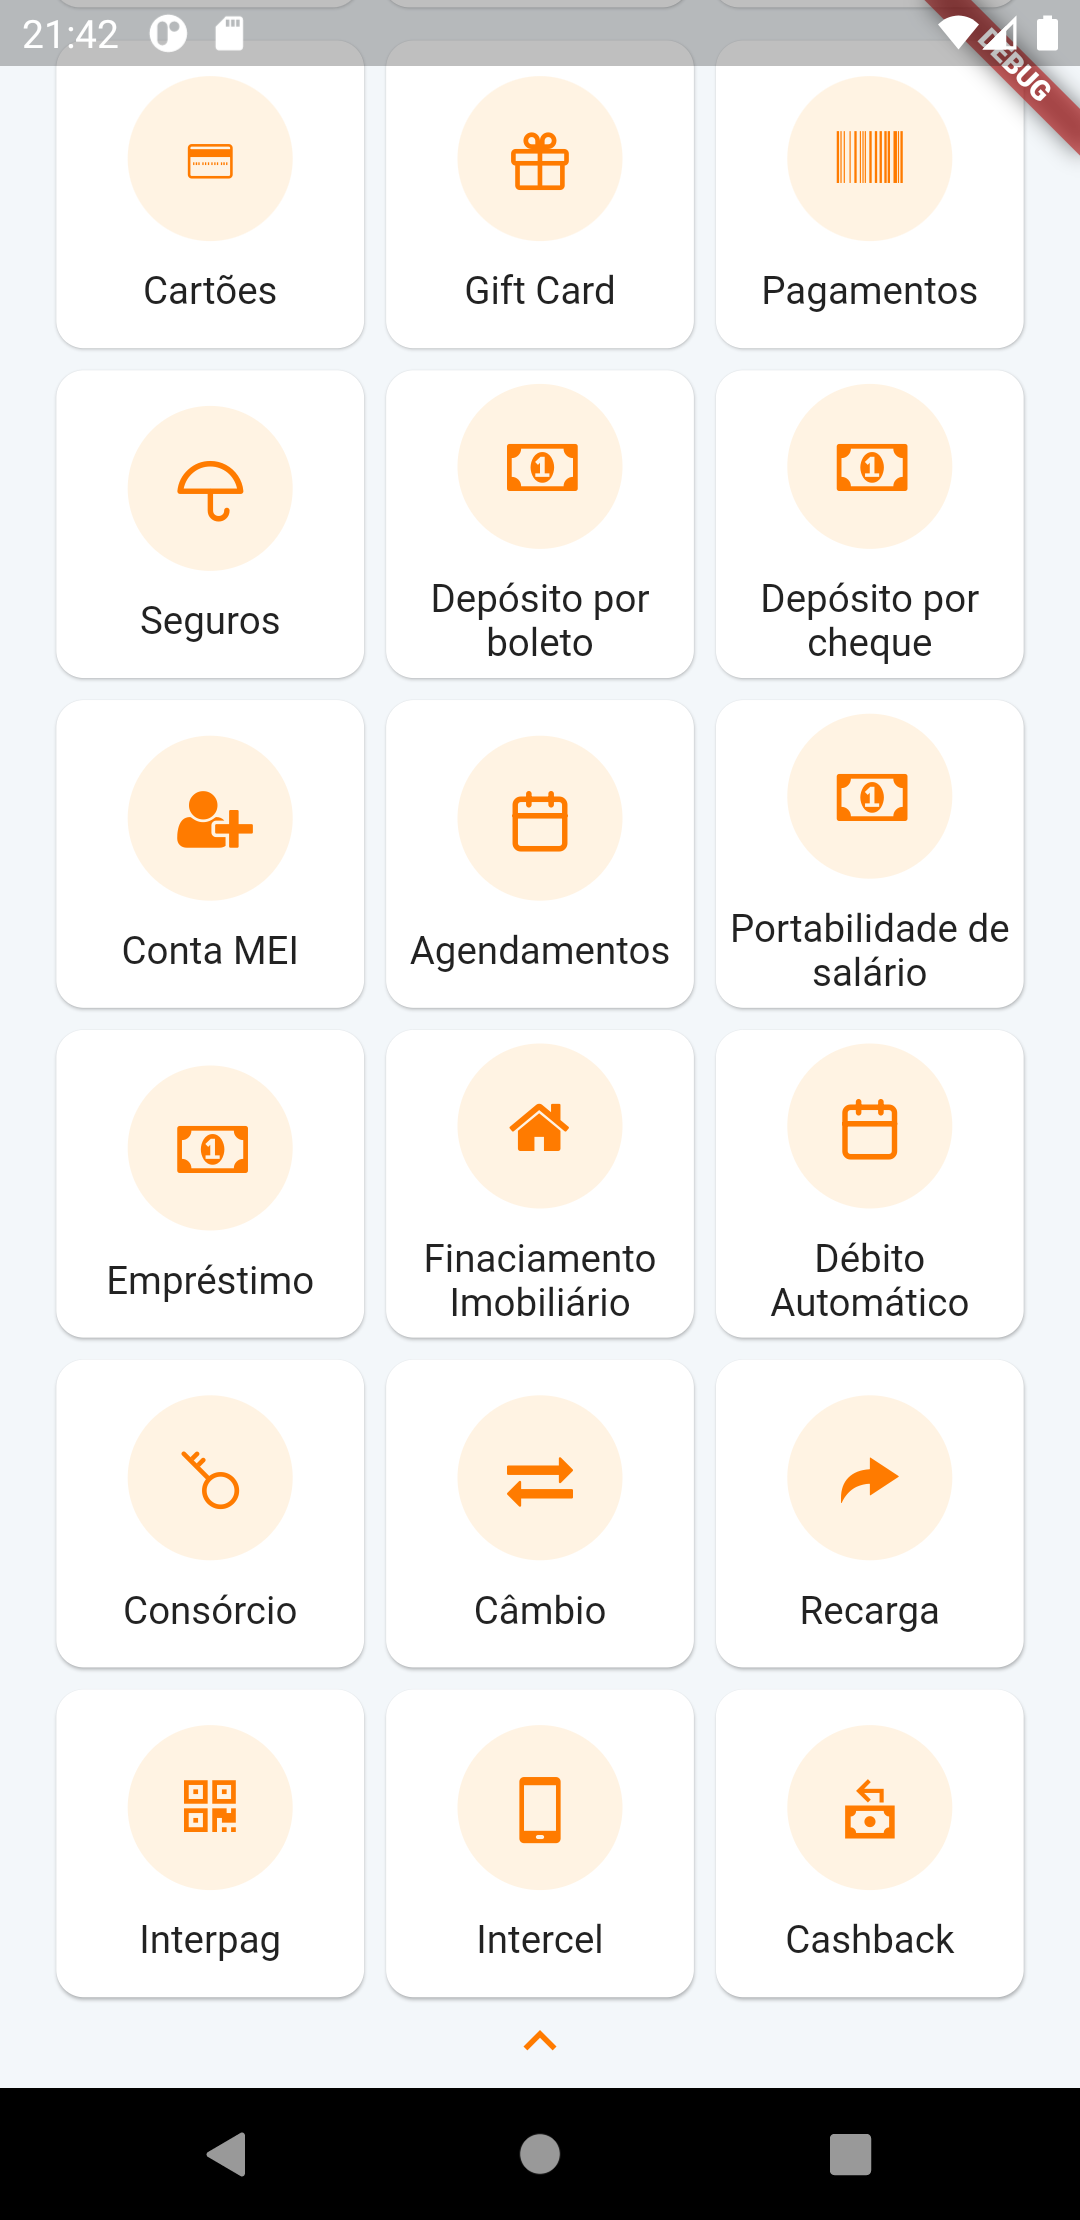 21:42
DEBUG
Cartões
Gift Card
Pagamentos
Seguros
Depósito por
boleto
Depósito por
cheque
Conta MEI
Agendamentos
Portabilidade de
salário
Empréstimo
Finaciamento
Imobiliário
Débito
Automático
Consórcio
Câmbio
Recarga
Interpag
Intercel
Cashback